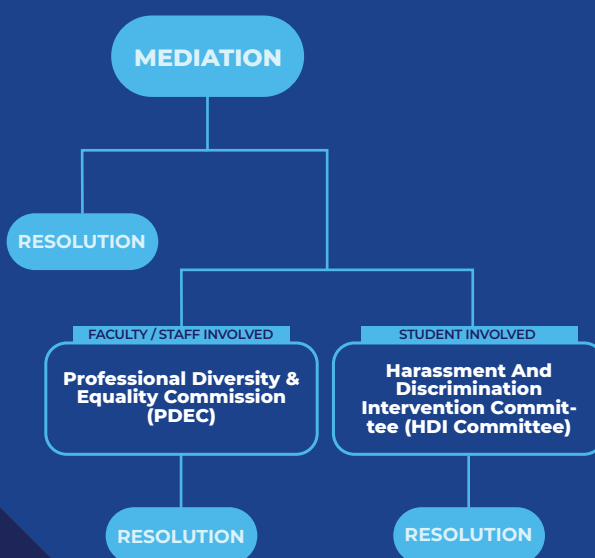 MEDIATION
RESOLUTION
FACULTY / STAFF INVOLVED
Professional Diversity &
Equality Commission
(PDEC)
STUDENT INVOLVED
Harassment And
Discrimination
Intervention Commit-
tee (HDI Committee)
RESOLUTION
RESOLUTION